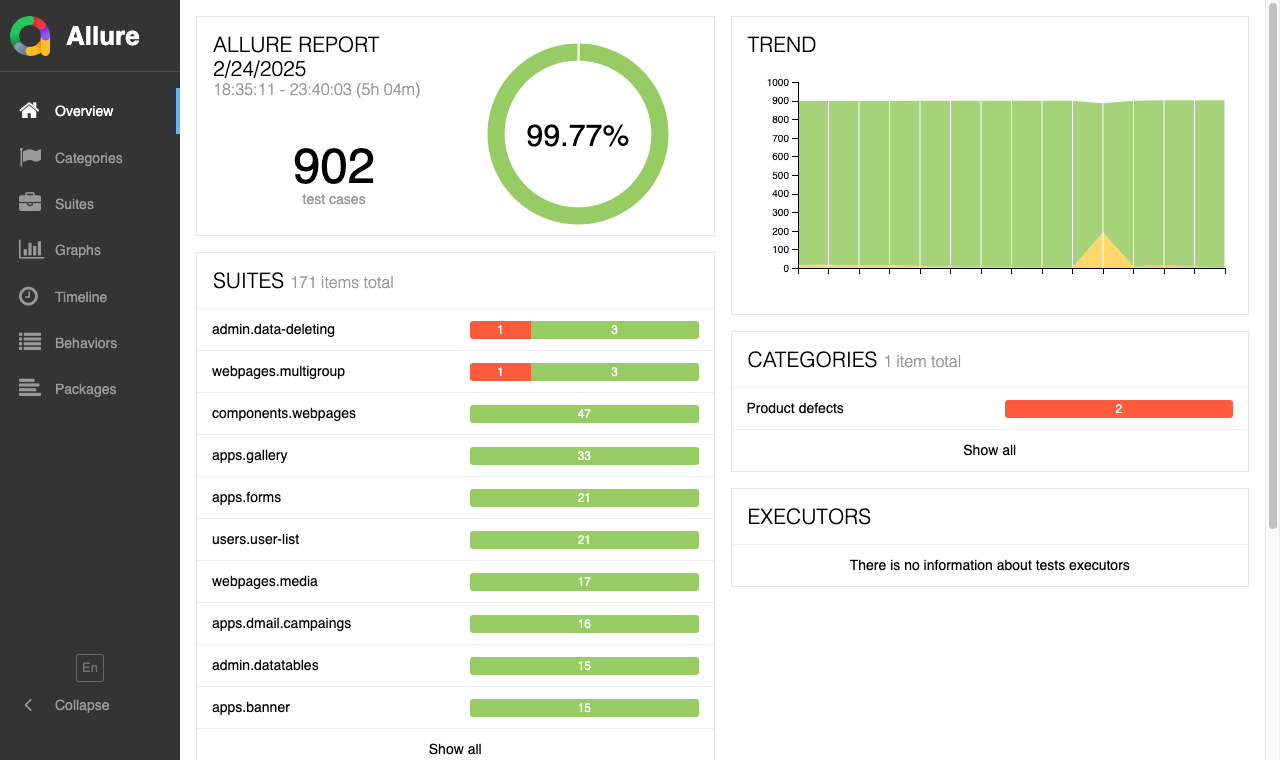 Allure
Overview
Categories
Suites
Graphs
Timeline
Behaviors
Packages
En
Collapse
ALLURE REPORT
2/24/2025
18:35:11 - 23:40:03 (5h 04m)
902
test cases
99.77%
SUITES 171 items total
admin.data-deleting 1 3
webpages.multigroup 1 3
components.webpages 47
apps.gallery 33
apps.forms 21
users.user-list 21
webpages.media 17
apps.dmail.campaings 16
admin.datatables 15
apps.banner 15
Show all
TREND
1000
900
800
700
600
500
400
300
200
100
0
CATEGORIES 1 item total
Product defects 2
Show all
EXECUTORS
There is no information about tests executors